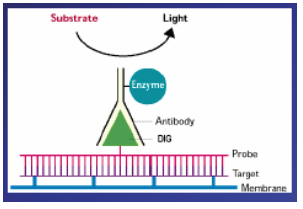 Substrate Light
Enzyme
Antibody
DIG
Probe
Target
Membrane